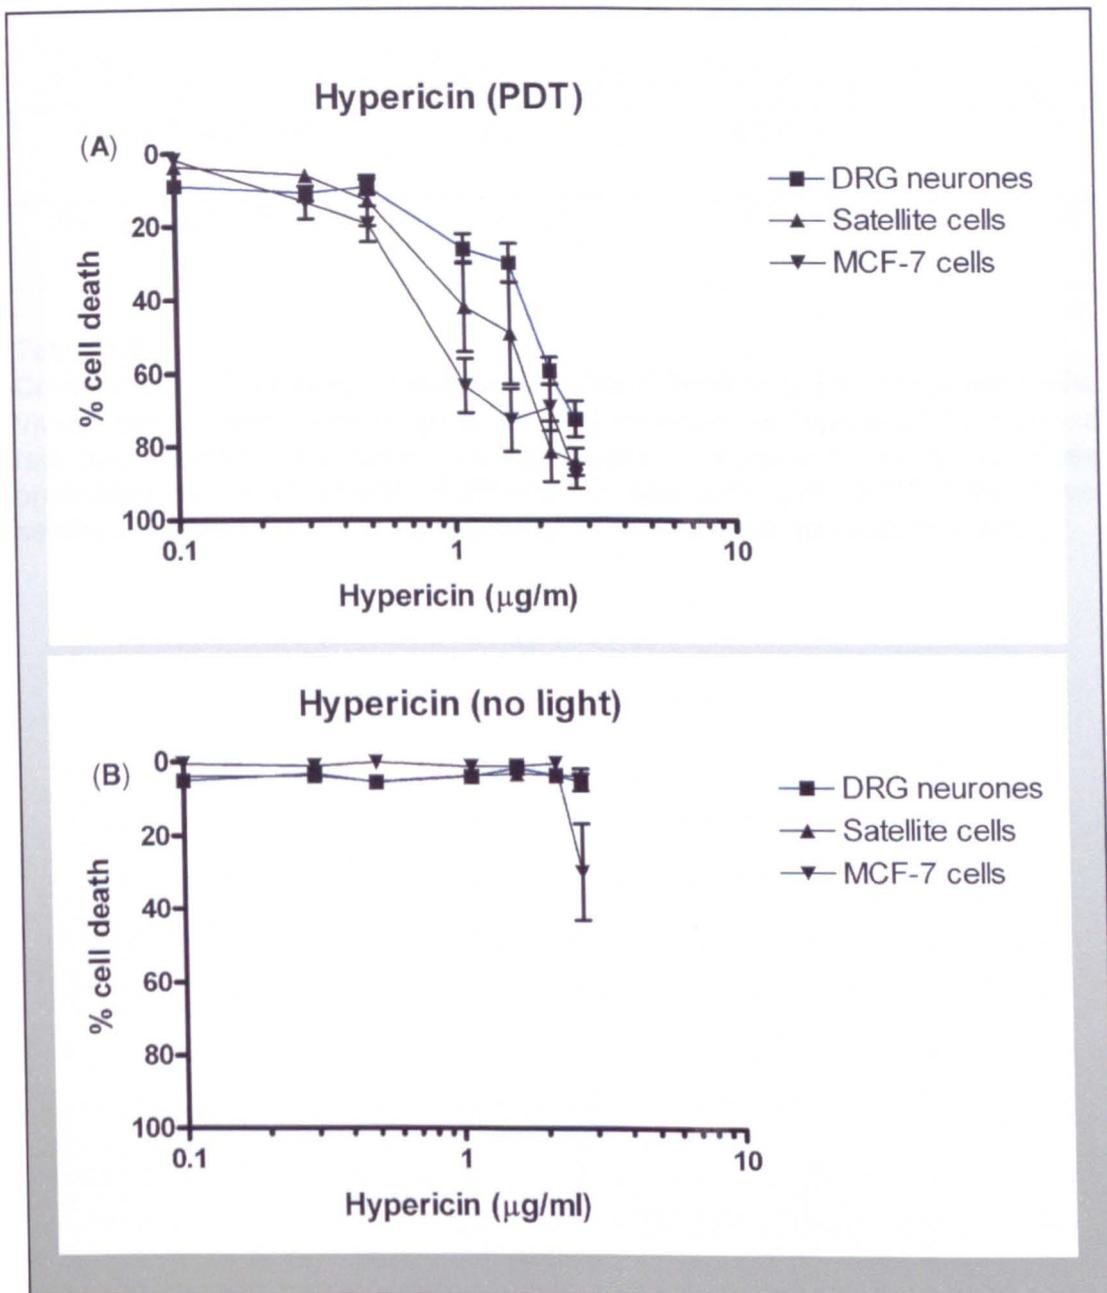 Hypericin (PDT)
(A)
0
20
40
60
80
100
% cell death
0.1
1
10
Hypericin (μg/m)
DRG neurones
Satellite cells
MCF-7 cells
Hypericin (no light)
(B)
0
20
40
60
80
100
% cell death
0.1
1
10
Hypericin (μg/ml)
DRG neurones
Satellite cells
MCF-7 cells